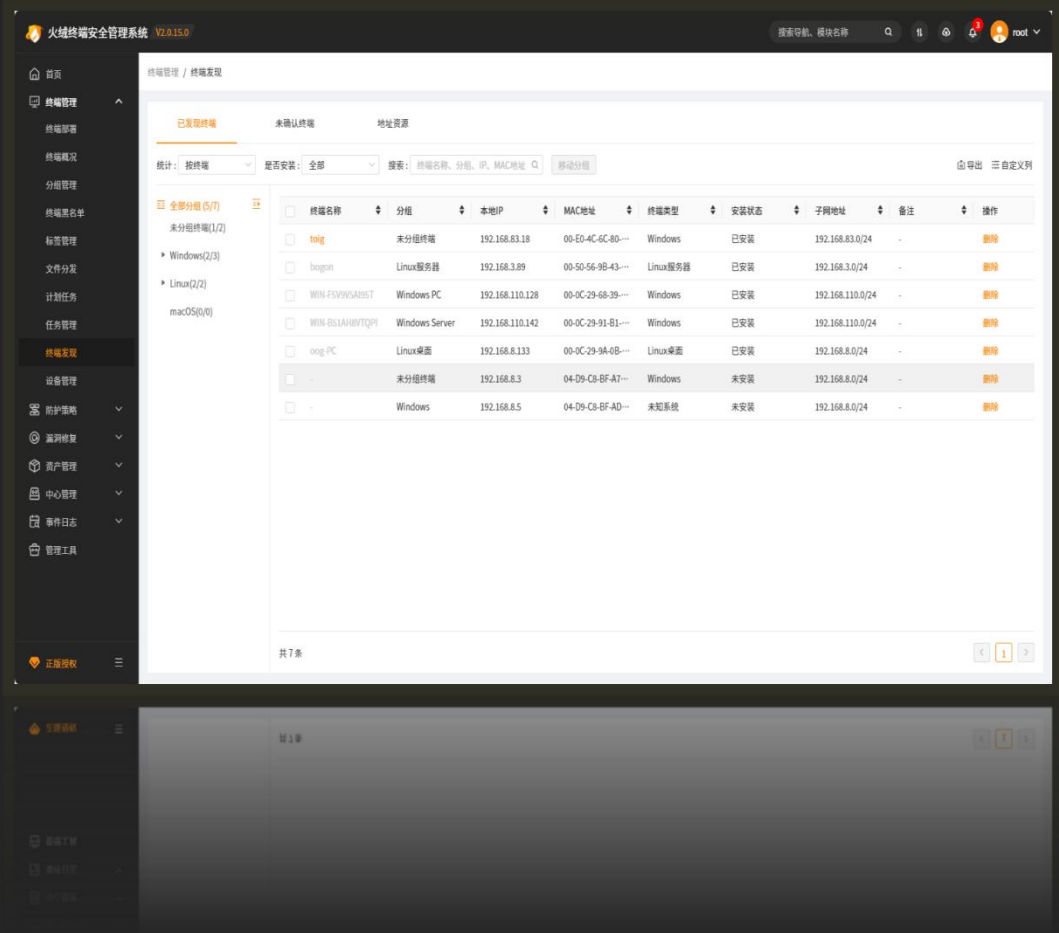 火绒终端安全管理系统 V2.0.15.0
搜索导航、模块名称
3
root
首页
终端管理
终端部署
终端概况
分组管理
终端黑名单
标签管理
文件分发
计划任务
任务管理
终端发现
设备管理
防护策略
漏洞修复
资产管理
中心管理
事件日志
管理工具
正版授权
终端管理 / 终端发现
已发现终端 未确认终端 地址资源
统计: 按终端 是否安装: 全部 搜索: 终端名称、分组、IP、MAC地址 移动分组 导出 自定义列
全部分组 (5/7)
未分组终端(1/2)
Windows(2/3)
Linux(2/2)
macOS(0/0)
终端名称 分组 本地IP MAC地址 终端类型 安装状态 子网地址 备注 操作
toig 未分组终端 192.168.83.18 00-E0-4C-6C-80-··· Windows 已安装 192.168.83.0/24 - 删除
bogon Linux服务器 192.168.3.89 00-50-56-9B-43-··· Linux服务器 已安装 192.168.3.0/24 - 删除
Windows PC 192.168.110.128 00-0C-29-68-39-··· Windows 已安装 192.168.110.0/24 - 删除
Windows Server 192.168.110.142 00-0C-29-91-B1-··· Windows 已安装 192.168.110.0/24 - 删除
oog-PC Linux桌面 192.168.8.133 00-0C-29-9A-0B-··· Linux桌面 已安装 192.168.8.0/24 - 删除
- 未分组终端 192.168.8.3 04-D9-C8-BF-A7-··· Windows 未安装 192.168.8.0/24 - 删除
- Windows 192.168.8.5 04-D9-C8-BF-AD-··· 未知系统 未安装 192.168.8.0/24 - 删除
共 7 条
1